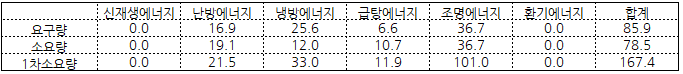 신재생에너지 난방에너지 냉방에너지 급탕에너지 조명에너지 환기에너지 합계
요구량 0.0 16.9 25.6 6.6 36.7 0.0 85.9
소요량 0.0 19.1 12.0 10.7 36.7 0.0 78.5
1차소요량 0.0 21.5 33.0 11.9 101.0 0.0 167.4